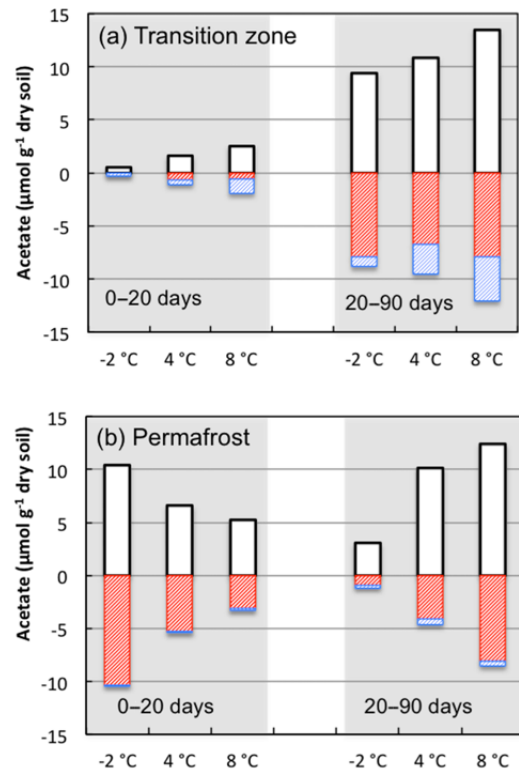 (a) Transition zone
Acetate (µmol g⁻¹ dry soil)
15
10
5
0
-5
-10
-15
0–20 days
20–90 days
-2 °C 4 °C 8 °C -2 °C 4 °C 8 °C
(b) Permafrost
Acetate (µmol g⁻¹ dry soil)
15
10
5
0
-5
-10
-15
0–20 days
20–90 days
-2 °C 4 °C 8 °C -2 °C 4 °C 8 °C